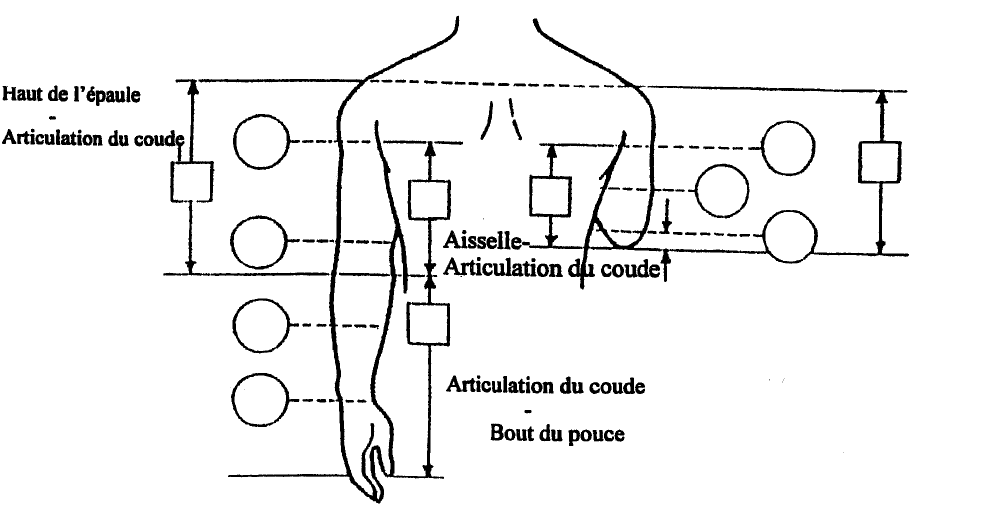 Haut de l'épaule
-
Articulation du coude
Aisselle-
Articulation du coude
Articulation du coude
-
Bout du pouce